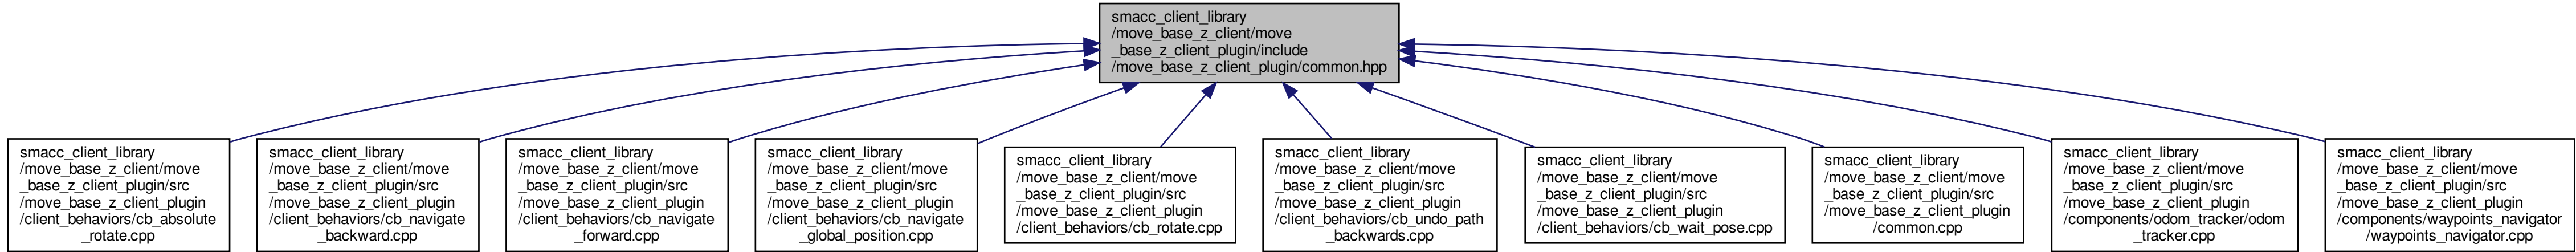 smacc_client_library
/move_base_z_client/move
_base_z_client_plugin/include
/move_base_z_client_plugin/common.hpp
smacc_client_library
/move_base_z_client/move
_base_z_client_plugin/src
/move_base_z_client_plugin
/client_behaviors/cb_absolute
_rotate.cpp
smacc_client_library
/move_base_z_client/move
_base_z_client_plugin/src
/move_base_z_client_plugin
/client_behaviors/cb_navigate
_backward.cpp
smacc_client_library
/move_base_z_client/move
_base_z_client_plugin/src
/move_base_z_client_plugin
/client_behaviors/cb_navigate
_forward.cpp
smacc_client_library
/move_base_z_client/move
_base_z_client_plugin/src
/move_base_z_client_plugin
/client_behaviors/cb_navigate
_global_position.cpp
smacc_client_library
/move_base_z_client/move
_base_z_client_plugin/src
/move_base_z_client_plugin
/client_behaviors/cb_rotate.cpp
smacc_client_library
/move_base_z_client/move
_base_z_client_plugin/src
/move_base_z_client_plugin
/client_behaviors/cb_undo_path
_backwards.cpp
smacc_client_library
/move_base_z_client/move
_base_z_client_plugin/src
/move_base_z_client_plugin
/client_behaviors/cb_wait_pose.cpp
smacc_client_library
/move_base_z_client/move
_base_z_client_plugin/src
/move_base_z_client_plugin
/common.cpp
smacc_client_library
/move_base_z_client/move
_base_z_client_plugin/src
/move_base_z_client_plugin
/components/odom_tracker/odom
_tracker.cpp
smacc_client_library
/move_base_z_client/move
_base_z_client_plugin/src
/move_base_z_client_plugin
/components/waypoints_navigator
/waypoints_navigator.cpp